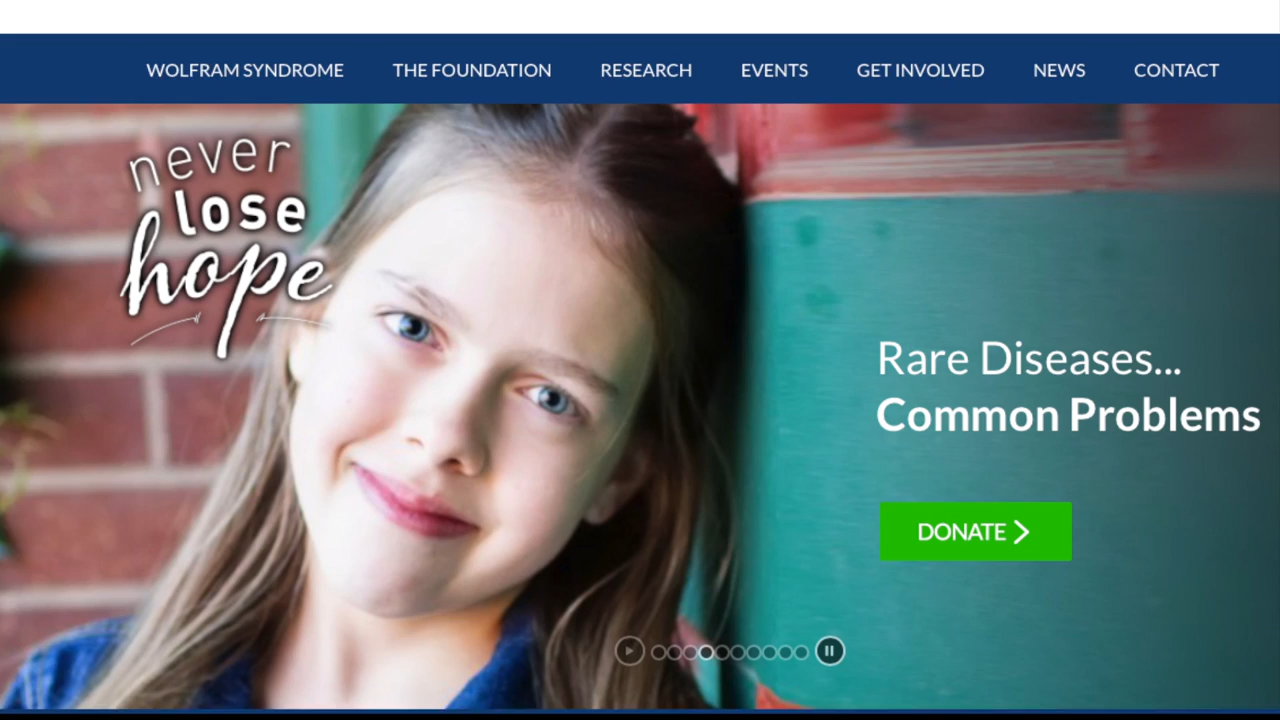 WOLFRAM SYNDROME THE FOUNDATION RESEARCH EVENTS GET INVOLVED NEWS CONTACT
never
lose
hope
Rare Diseases...
Common Problems
DONATE